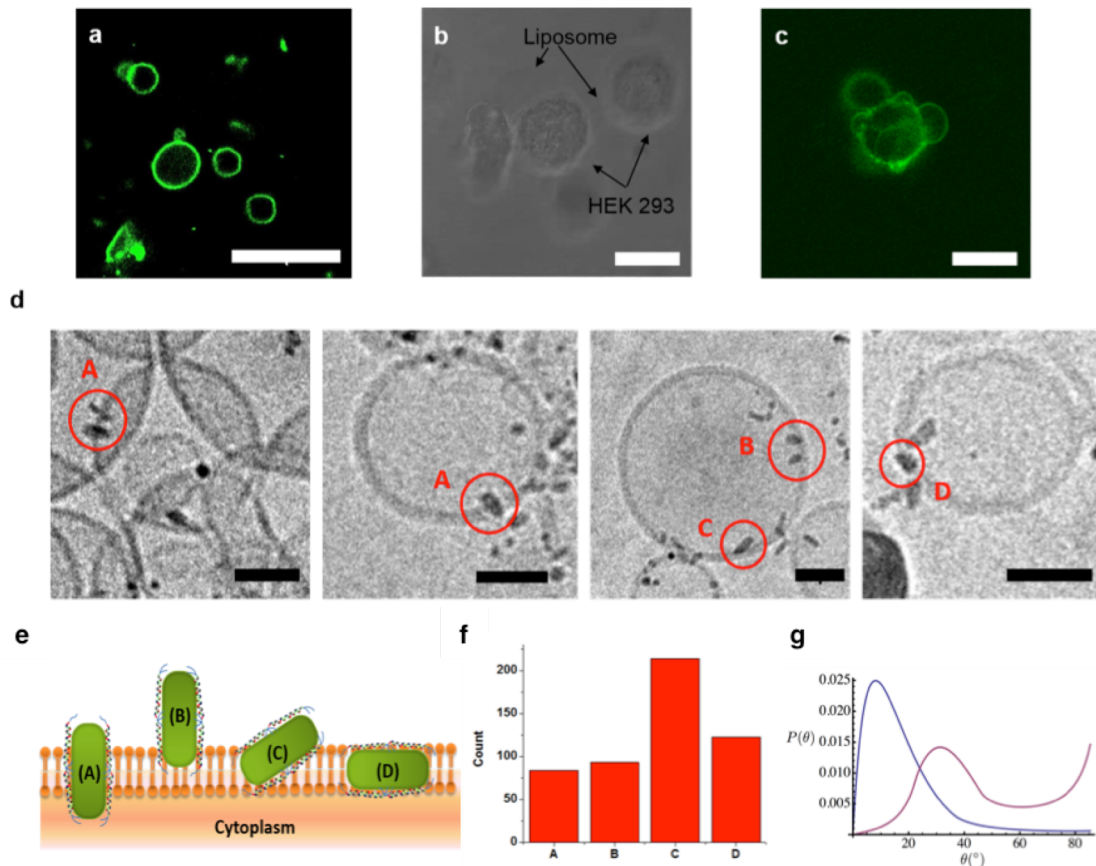 a
b
c
Liposome
HEK 293
d
A
A
B
C
D
e
f
g
(A)
(B)
(C)
(D)
Cytoplasm
Count
200
150
100
50
0
A B C D
P(θ)
0.025
0.020
0.015
0.010
0.005
20 40 60 80
θ(°)